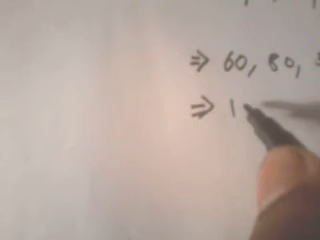 ⇒ 60, 80,
⇒ 1